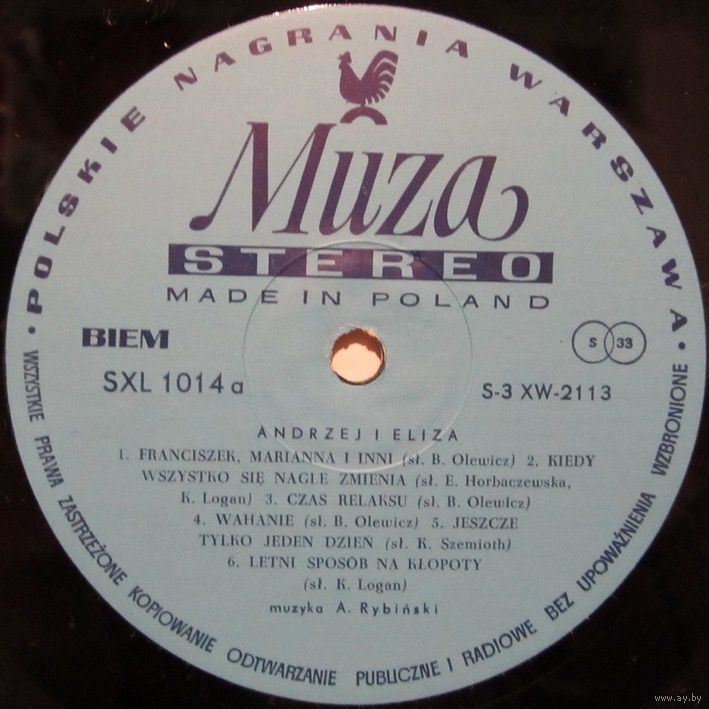 POLSKIE NAGRANIA WARSZAWA
Muza
STEREO
MADE IN POLAND
BIEM
S 33
SXL 1014 a
S-3 XW-2113
ANDRZEJ I ELIZA
1. FRANCISZEK, MARIANNA I INNI (sł. B. Olewicz) 2. KIEDY
WSZYSTKO SIĘ NAGLE ZMIENIA (sł. E. Horbaczewska,
K. Logan) 3. CZAS RELAKSU (sł. B. Olewicz)
4. WAHANIE (sł. B. Olewicz) 5. JESZCZE
TYLKO JEDEN DZIEŃ (sł. K. Szemioth)
6. LETNI SPOSÓB NA KŁOPOTY
(sł. K. Logan)
muzyka A. Rybiński
• WSZYSTKIE PRAWA ZASTRZEŻONE KOPIOWANIE ODTWARZANIE PUBLICZNE I RADIOWE BEZ UPOWAŻNIENIA WZBRONIONE •
www.ay.by